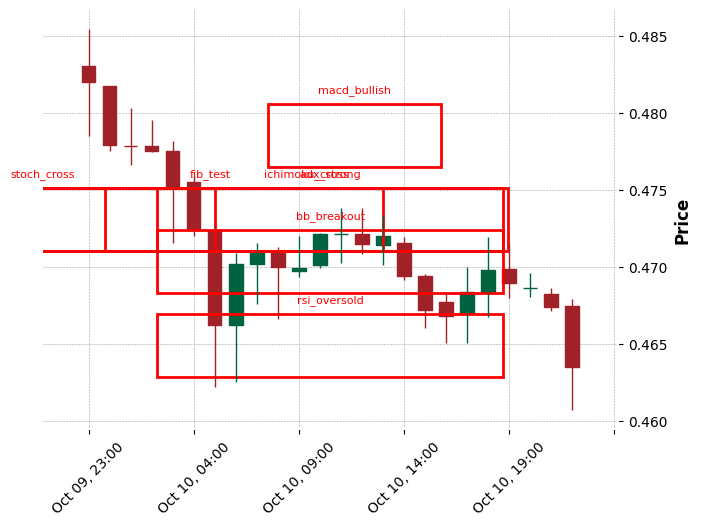 0.485
macd_bullish
0.480
stoch_cross
fib_test
0.475
bb_breakout
0.470
rsi_oversold
0.465
0.460
Price
Oct 09, 23:00
Oct 10, 04:00
Oct 10, 09:00
Oct 10, 14:00
Oct 10, 19:00